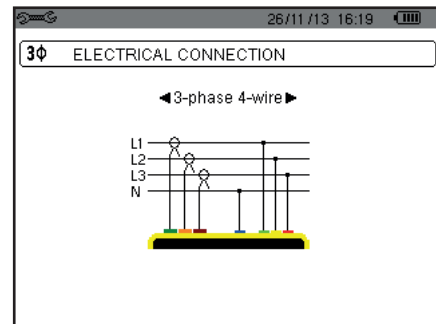 26/11/13 16:19
3Φ ELECTRICAL CONNECTION
◄3-phase 4-wire►
L1
L2
L3
N